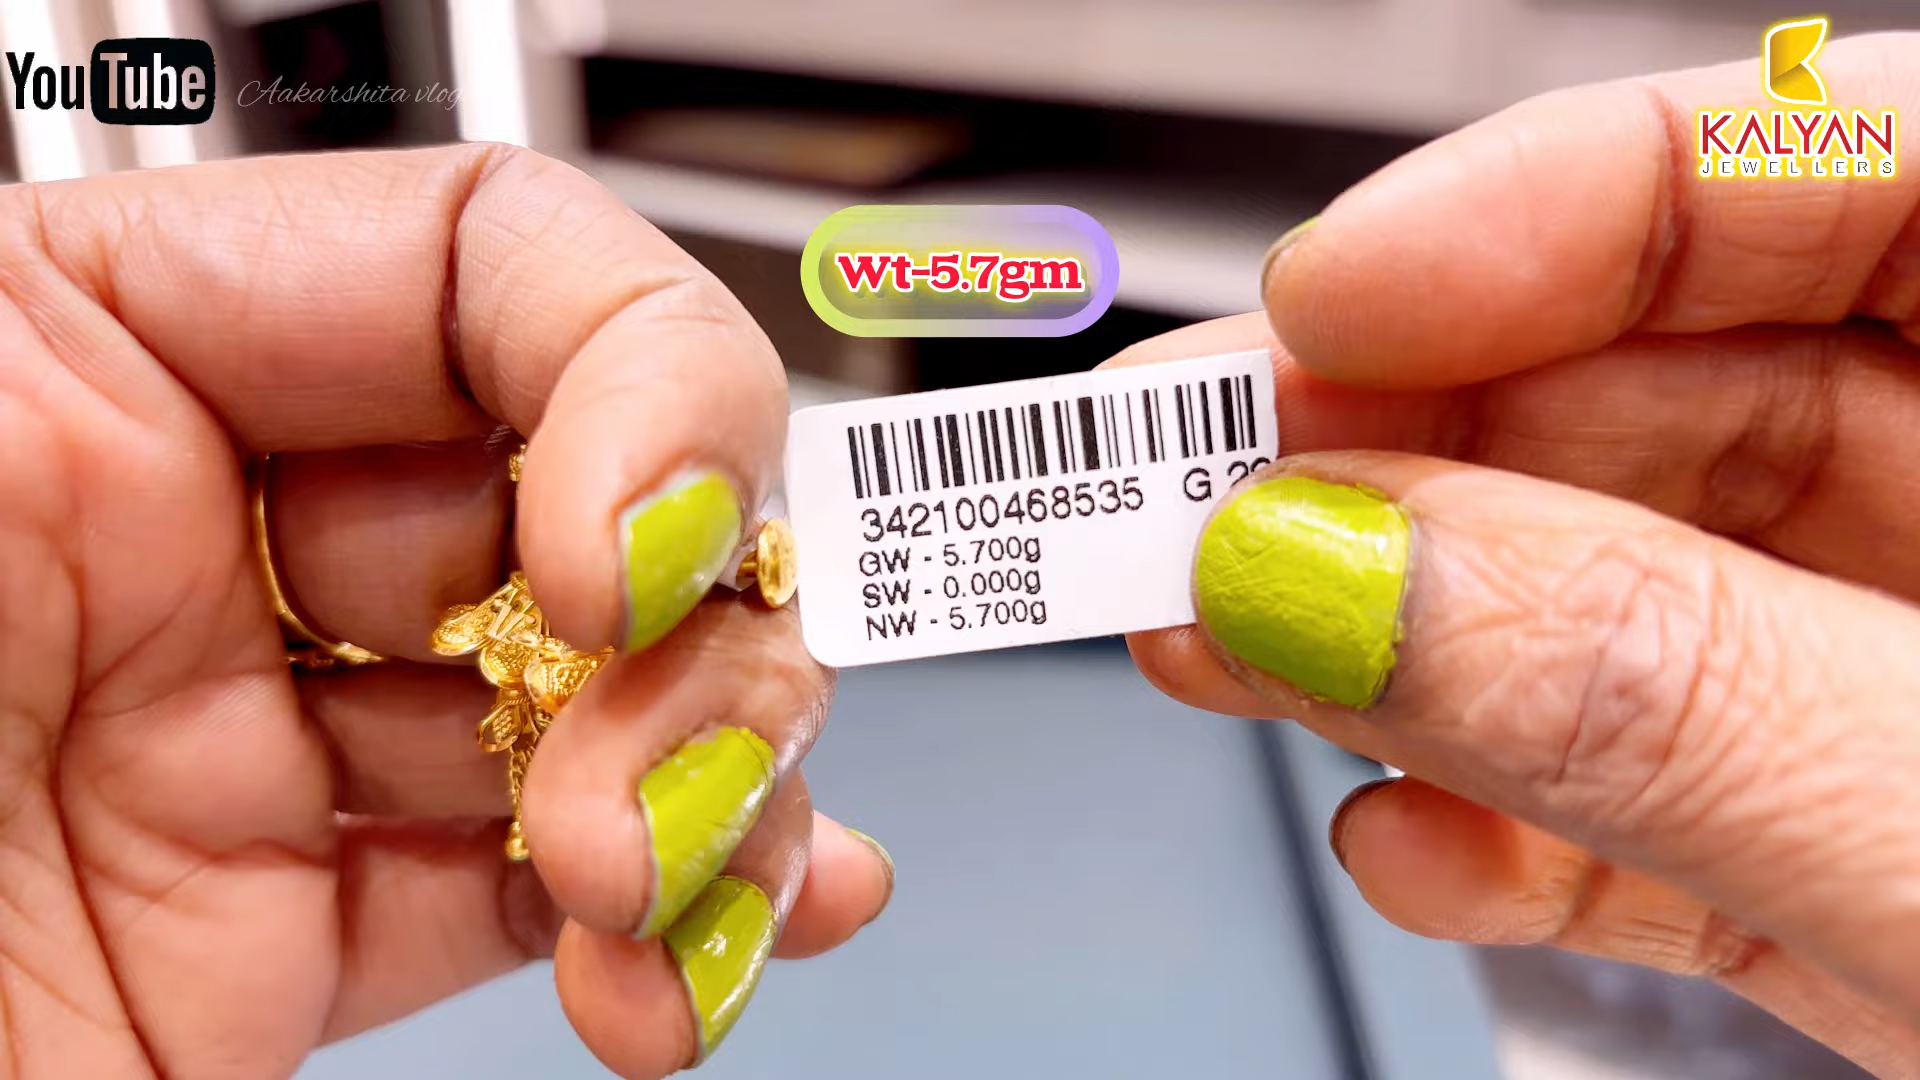 YouTube
Aakarshita vlog
KALYAN
JEWELLERS
Wt-5.7gm
342100468535 G
GW - 5.700g
SW - 0.000g
NW - 5.700g